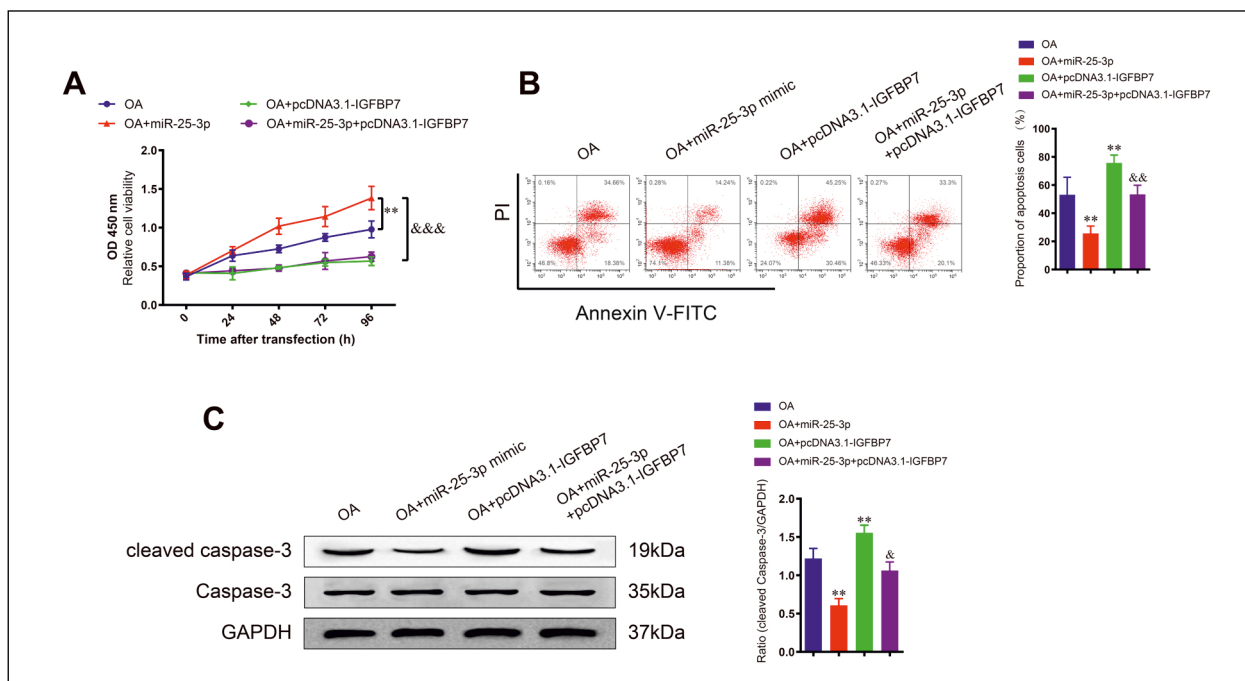 A
OA
OA+pcDNA3.1-IGFBP7
OA+miR-25-3p
OA+miR-25-3p+pcDNA3.1-IGFBP7
OD 450 nm
Relative cell viability
2.0
1.5
1.0
0.5
0.0
**
&&&
0
24
48
72
96
Time after transfection (h)
B
OA
OA+miR-25-3p mimic
OA+pcDNA3.1-IGFBP7
OA+miR-25-3p
+pcDNA3.1-IGFBP7
PI
0.16%
34.66%
46.8%
18.38%
0.28%
14.24%
74.1%
11.38%
0.22%
45.25%
24.07%
30.46%
0.27%
33.3%
46.33%
20.1%
Annexin V-FITC
OA
OA+miR-25-3p
OA+pcDNA3.1-IGFBP7
OA+miR-25-3p+pcDNA3.1-IGFBP7
Proportion of apoptosis cells (%)
100
80
60
40
20
0
**
**
&&
C
OA
OA+miR-25-3p mimic
OA+pcDNA3.1-IGFBP7
OA+miR-25-3p
+pcDNA3.1-IGFBP7
cleaved caspase-3
19kDa
Caspase-3
35kDa
GAPDH
37kDa
OA
OA+miR-25-3p
OA+pcDNA3.1-IGFBP7
OA+miR-25-3p+pcDNA3.1-IGFBP7
Ratio (cleaved Caspase-3/GAPDH)
2.0
1.5
1.0
0.5
0.0
**
**
&